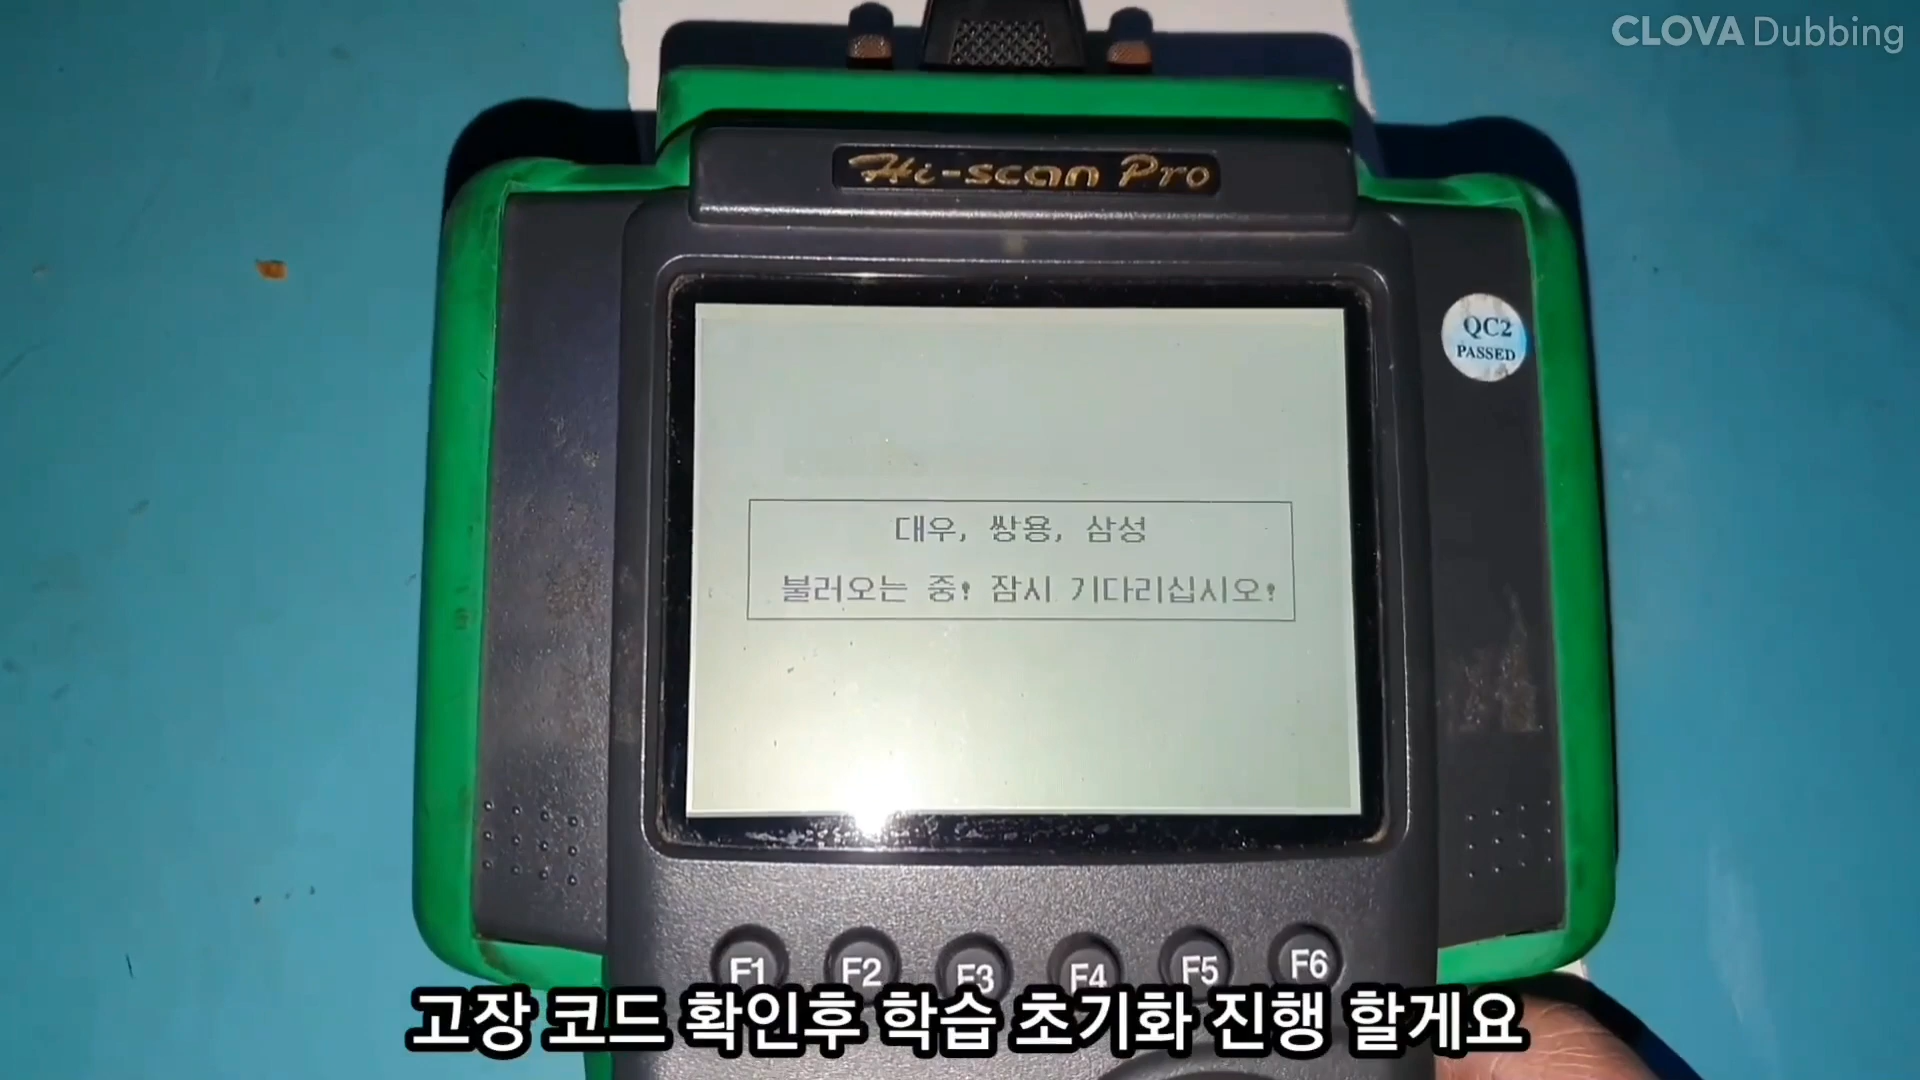 CLOVA Dubbing
Hi-scan Pro
QC2
PASSED
대우, 쌍용, 삼성
불러오는 중! 잠시 기다리십시오!
F1 F2 F3 F4 F5 F6
고장 코드 확인후 학습 초기화 진행 할게요